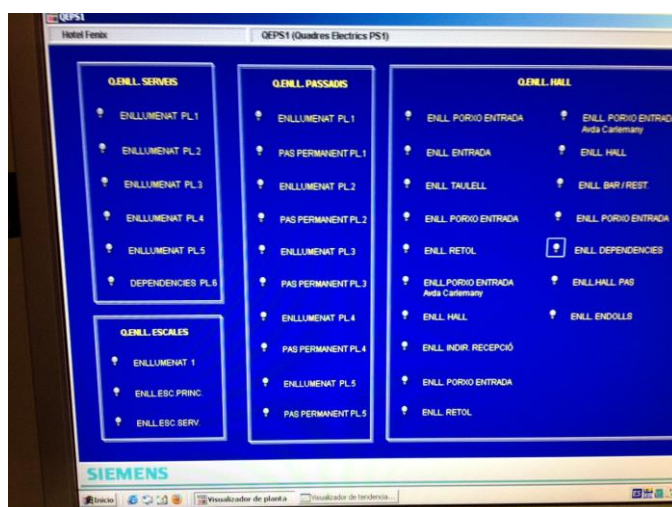 QEPS1
Hotel Fenix
QEPS1 (Quadres Electrics PS1)
Q.ENLL. SERVEIS
ENLLUMENAT PL.1
ENLLUMENAT PL.2
ENLLUMENAT PL.3
ENLLUMENAT PL.4
ENLLUMENAT PL.5
DEPENDENCIES PL.6
Q.ENLL. ESCALES
ENLLUMENAT 1
ENLL.ESC.PRINC.
ENLL.ESC.SERV.
Q.ENLL. PASSADIS
ENLLUMENAT PL.1
PAS PERMANENT PL.1
ENLLUMENAT PL.2
PAS PERMANENT PL.2
ENLLUMENAT PL.3
PAS PERMANENT PL.3
ENLLUMENAT PL.4
PAS PERMANENT PL.4
ENLLUMENAT PL.5
PAS PERMANENT PL.5
Q.ENLL. HALL
ENLL. PORXO ENTRADA
ENLL. ENTRADA
ENLL. TAULELL
ENLL. PORXO ENTRADA
ENLL. RETOL
ENLL.PORXO ENTRADA
Avda Carlemany
ENLL. HALL
ENLL. INDIR. RECEPCIÓ
ENLL. PORXO ENTRADA
ENLL. RETOL
ENLL. PORXO ENTRAD
Avda Carlemany
ENLL. HALL
ENLL. BAR / REST.
ENLL. PORXO ENTRADA
ENLL. DEPENDENCIES
ENLL.HALL PAS
ENLL. ENDOLLS
SIEMENS
Inicio
Visualizador de planta
Visualizador de tendencia...
ES